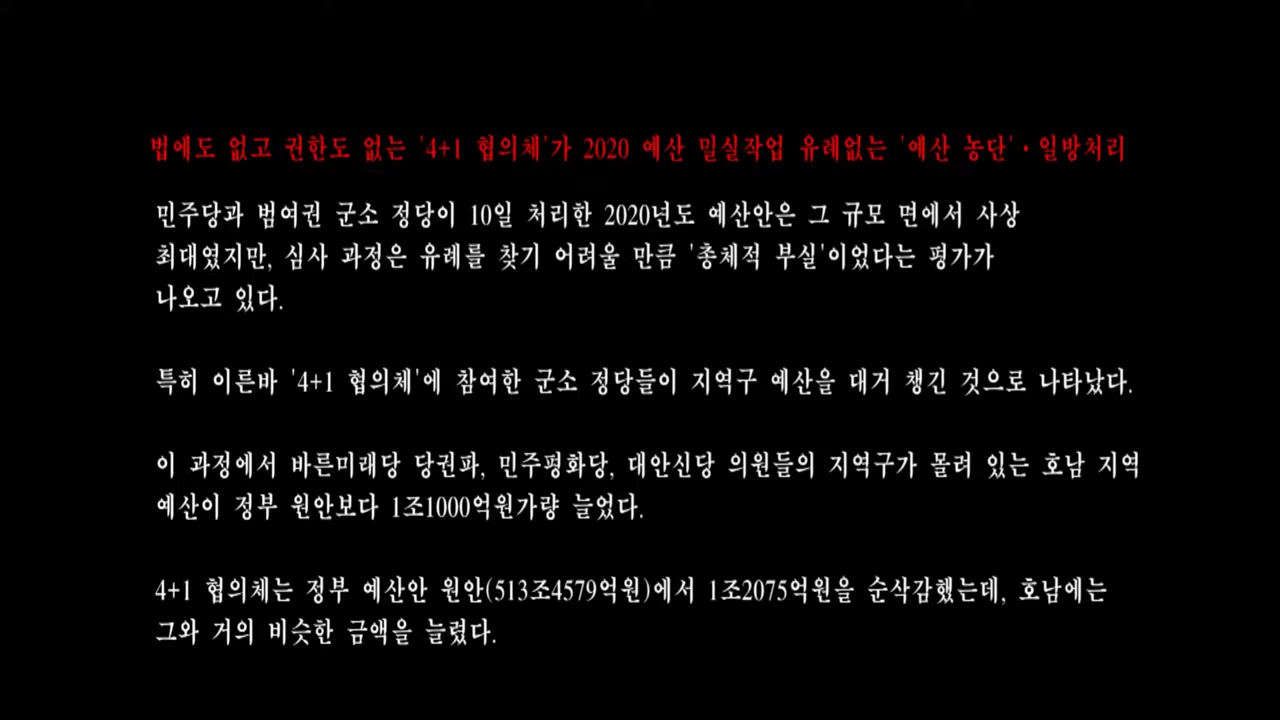 법에도 없고 권한도 없는 '4+1 협의체'가 2020 예산 밀실작업 유례없는 '예산 농단'·일방처리
민주당과 범여권 군소 정당이 10일 처리한 2020년도 예산안은 그 규모 면에서 사상
최대였지만, 심사 과정은 유례를 찾기 어려울 만큼 '총체적 부실'이었다는 평가가
나오고 있다.
특히 이른바 '4+1 협의체'에 참여한 군소 정당들이 지역구 예산을 대거 챙긴 것으로 나타났다.
이 과정에서 바른미래당 당권파, 민주평화당, 대안신당 의원들의 지역구가 몰려 있는 호남 지역
예산이 정부 원안보다 1조1000억원가량 늘었다.
4+1 협의체는 정부 예산안 원안(513조4579억원)에서 1조2075억원을 순삭감했는데, 호남에는
그와 거의 비슷한 금액을 늘렸다.